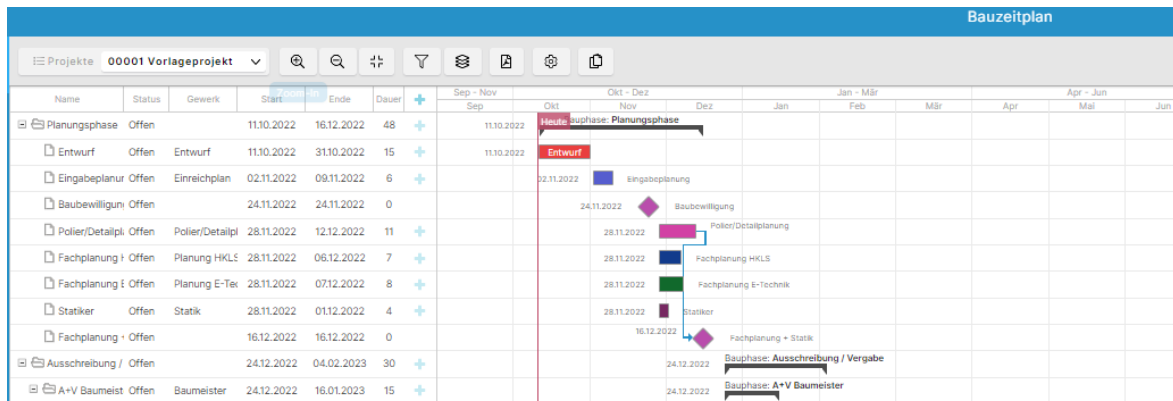 Bauzeitplan
Projekte 00001 Vorlageprojekt
Zoom-In
Name Status Gewerk Start Ende Dauer Sep - Nov Okt - Dez Jan - Mär Apr - Jun
Sep Okt Nov Dez Jan Feb Mär Apr Mai Jun
Planungsphase Offen 11.10.2022 16.12.2022 48 11.10.2022 Heute auphase: Planungsphase
Entwurf Offen Entwurf 11.10.2022 31.10.2022 15 11.10.2022 Entwurf
Eingabeplanur Offen Einreichplan 02.11.2022 09.11.2022 6 02.11.2022 Eingabeplanung
Baubewilligun Offen 24.11.2022 24.11.2022 0 24.11.2022 Baubewilligung
Polier/Detailpl Offen Polier/Detailpl 28.11.2022 12.12.2022 11 28.11.2022 Polier/Detailplanung
Fachplanung H Offen Planung HKLS 28.11.2022 06.12.2022 7 28.11.2022 Fachplanung HKLS
Fachplanung E Offen Planung E-Tec 28.11.2022 07.12.2022 8 28.11.2022 Fachplanung E-Technik
Statiker Offen Statik 28.11.2022 01.12.2022 4 28.11.2022 Statiker
Fachplanung + Offen 16.12.2022 16.12.2022 0 16.12.2022 Fachplanung + Statik
Ausschreibung / Offen 24.12.2022 04.02.2023 30 24.12.2022 Bauphase: Ausschreibung / Vergabe
A+V Baumeist Offen Baumeister 24.12.2022 16.01.2023 15 24.12.2022 Bauphase: A+V Baumeister